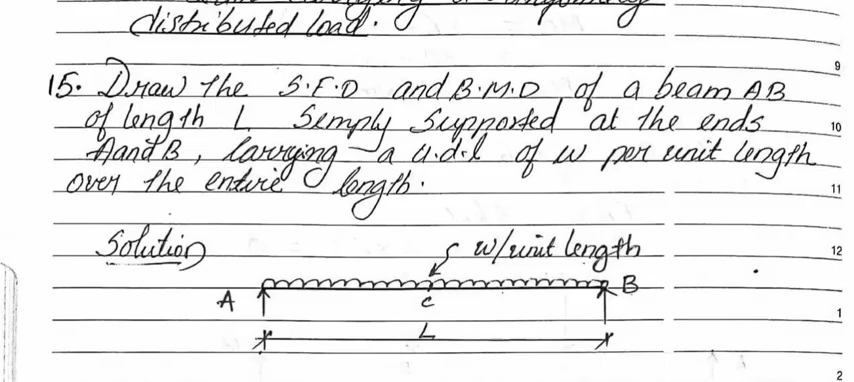 distributed load.
9
15. Draw the S.F.D and B.M.D of a beam AB
of length L Simply Supported at the ends
10
A and B, carrying a u.d.l of w per unit length
over the entire length.
11
Solution
w/unit length
12
A
C
B
1
L
2